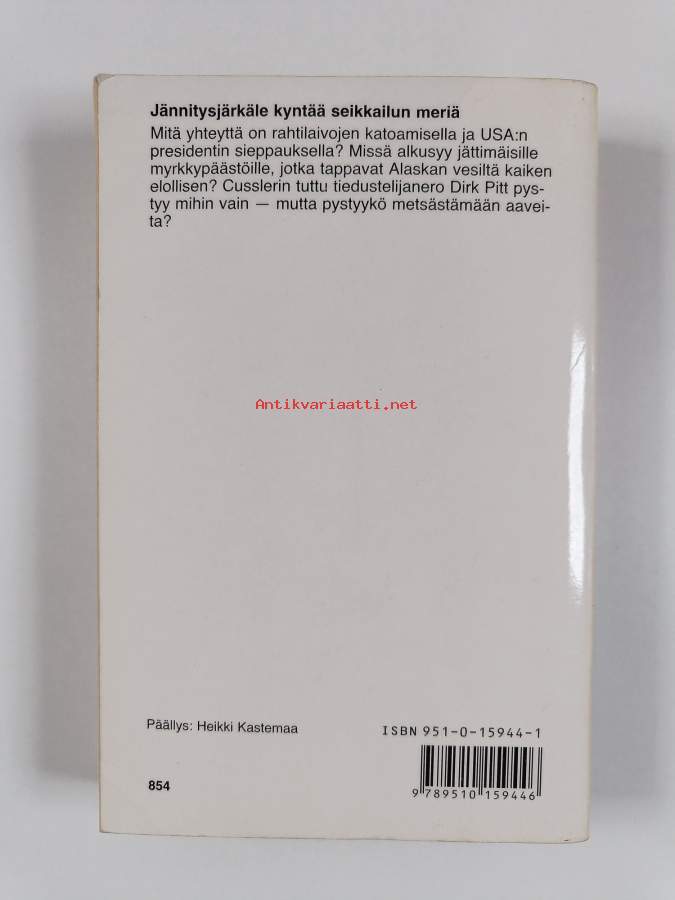 Jännitysjärkäle kyntää seikkailun meriä
Mitä yhteyttä on rahtilaivojen katoamisella ja USA:n
presidentin sieppauksella? Missä alkusyy jättimäisille
myrkkypäästöille, jotka tappavat Alaskan vesiltä kaiken
elollisen? Cusslerin tuttu tiedustelijanero Dirk Pitt pys-
tyy mihin vain — mutta pystyykö metsästämään aavei-
ta?
Antikvariaatti.net
Päällys: Heikki Kastemaa
ISBN 951-0-15944-1
854
9 789510 159446